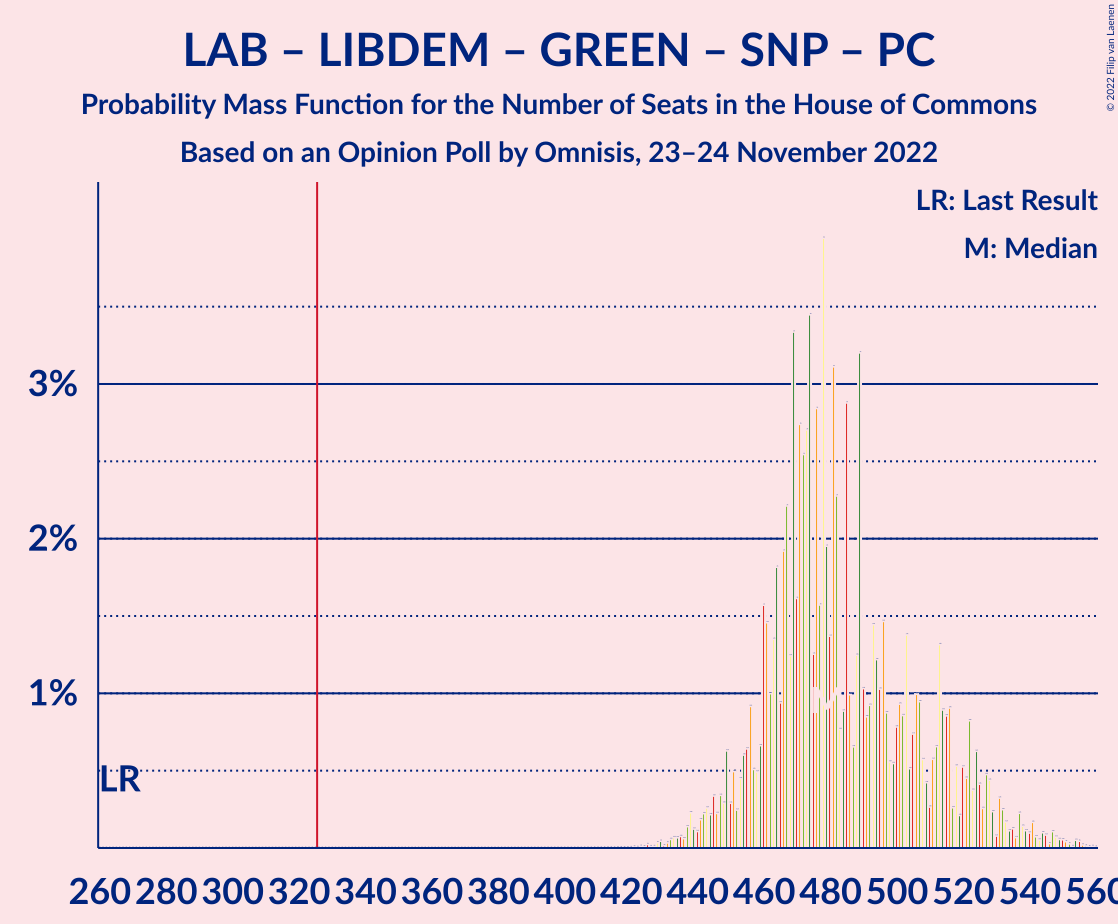 LAB – LIBDEM – GREEN – SNP – PC
Probability Mass Function for the Number of Seats in the House of Commons
Based on an Opinion Poll by Omnisis, 23–24 November 2022
© 2022 Filip van Laenen
LR: Last Result
M: Median
3%
2%
1%
LR
260 280 300 320 340 360 380 400 420 440 460 480 500 520 540 560